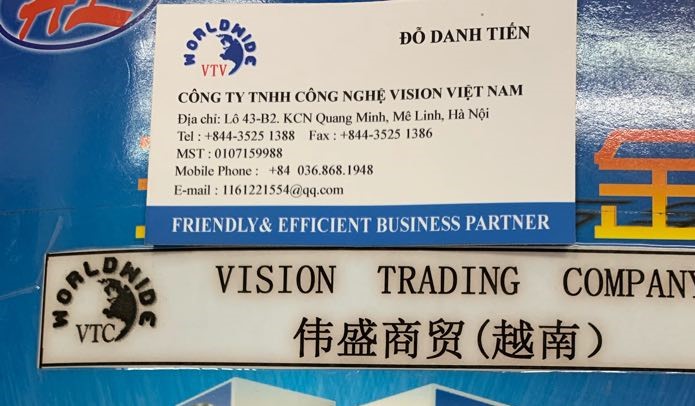 WORLDWIDE
VTV
ĐỖ DANH TIẾN
CÔNG TY TNHH CÔNG NGHỆ VISION VIỆT NAM
Địa chỉ: Lô 43-B2. KCN Quang Minh, Mê Linh, Hà Nội
Tel : +844-3525 1388 Fax : +844-3525 1386
MST : 0107159988
Mobile Phone : +84 036.868.1948
E-mail : 1161221554@qq.com
FRIENDLY& EFFICIENT BUSINESS PARTNER
WORLDWIDE
VTC
VISION TRADING COMPANY
伟盛商贸(越南）